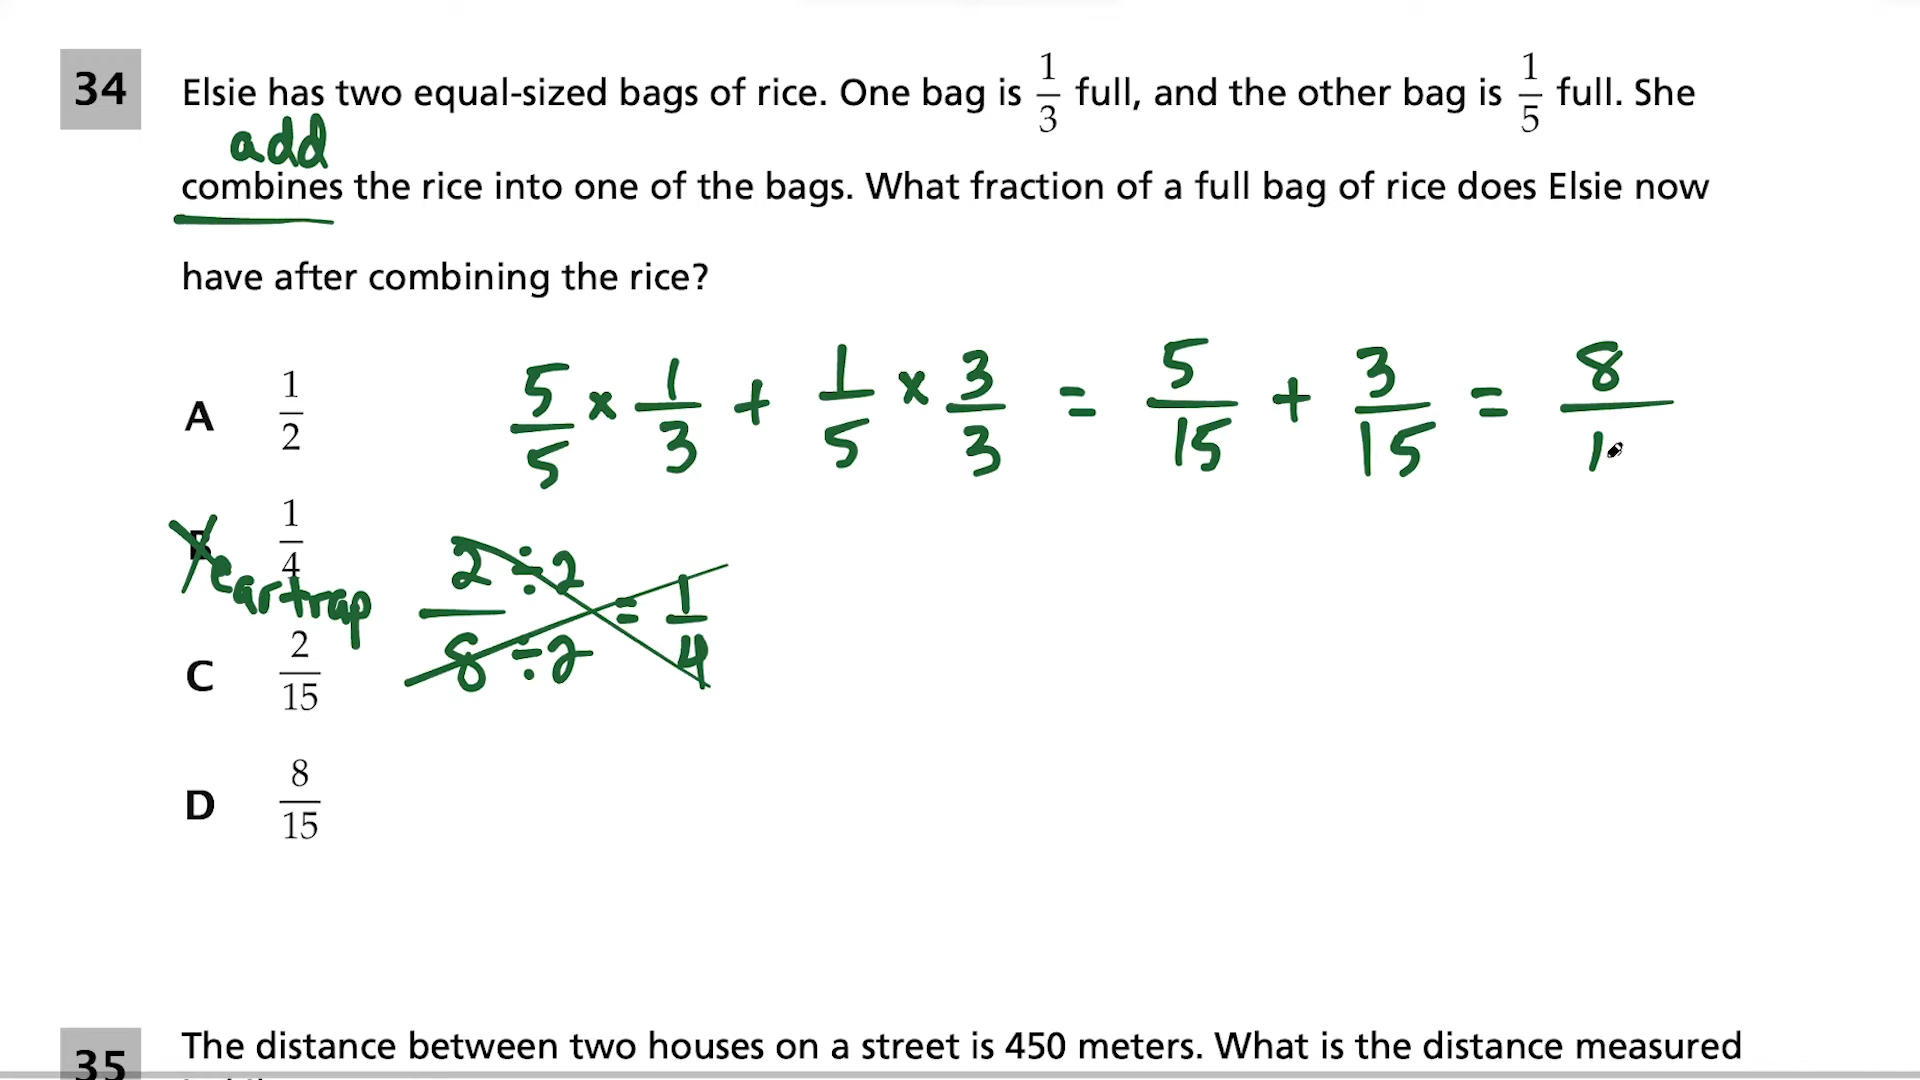 34 Elsie has two equal-sized bags of rice. One bag is 1/3 full, and the other bag is 1/5 full. She
add
combines the rice into one of the bags. What fraction of a full bag of rice does Elsie now
have after combining the rice?
A 1/2
5/5 × 1/3 + 1/5 × 3/3 = 5/15 + 3/15 = 8/1
B 1/4
eartrap
2 ÷ 2 / 8 ÷ 2 = 1/4
C 2/15
D 8/15
35 The distance between two houses on a street is 450 meters. What is the distance measured